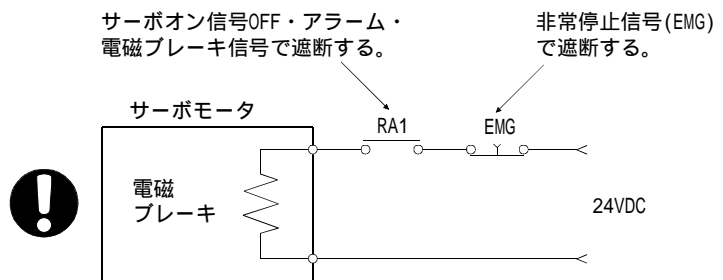 サーボオン信号OFF・アラーム・
電磁ブレーキ信号で遮断する。
非常停止信号(EMG)
で遮断する。
サーボモータ
RA1
EMG
電磁
ブレーキ
24VDC